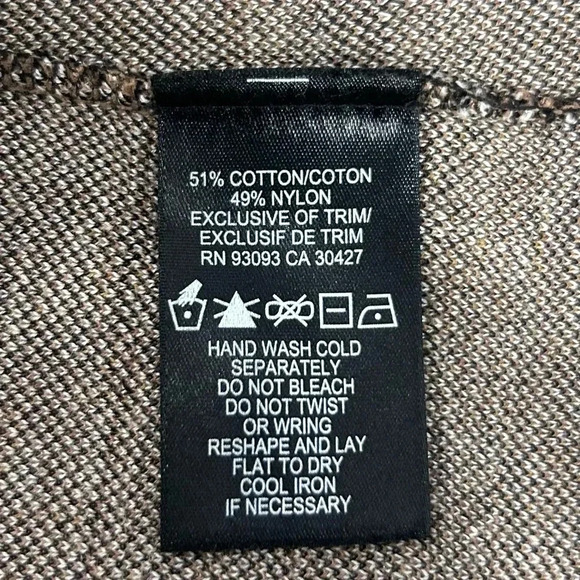 51% COTTON/COTON
49% NYLON
EXCLUSIVE OF TRIM/
EXCLUSIF DE TRIM
RN 93093 CA 30427
HAND WASH COLD
SEPARATELY
DO NOT BLEACH
DO NOT TWIST
OR WRING
RESHAPE AND LAY
FLAT TO DRY
COOL IRON
IF NECESSARY